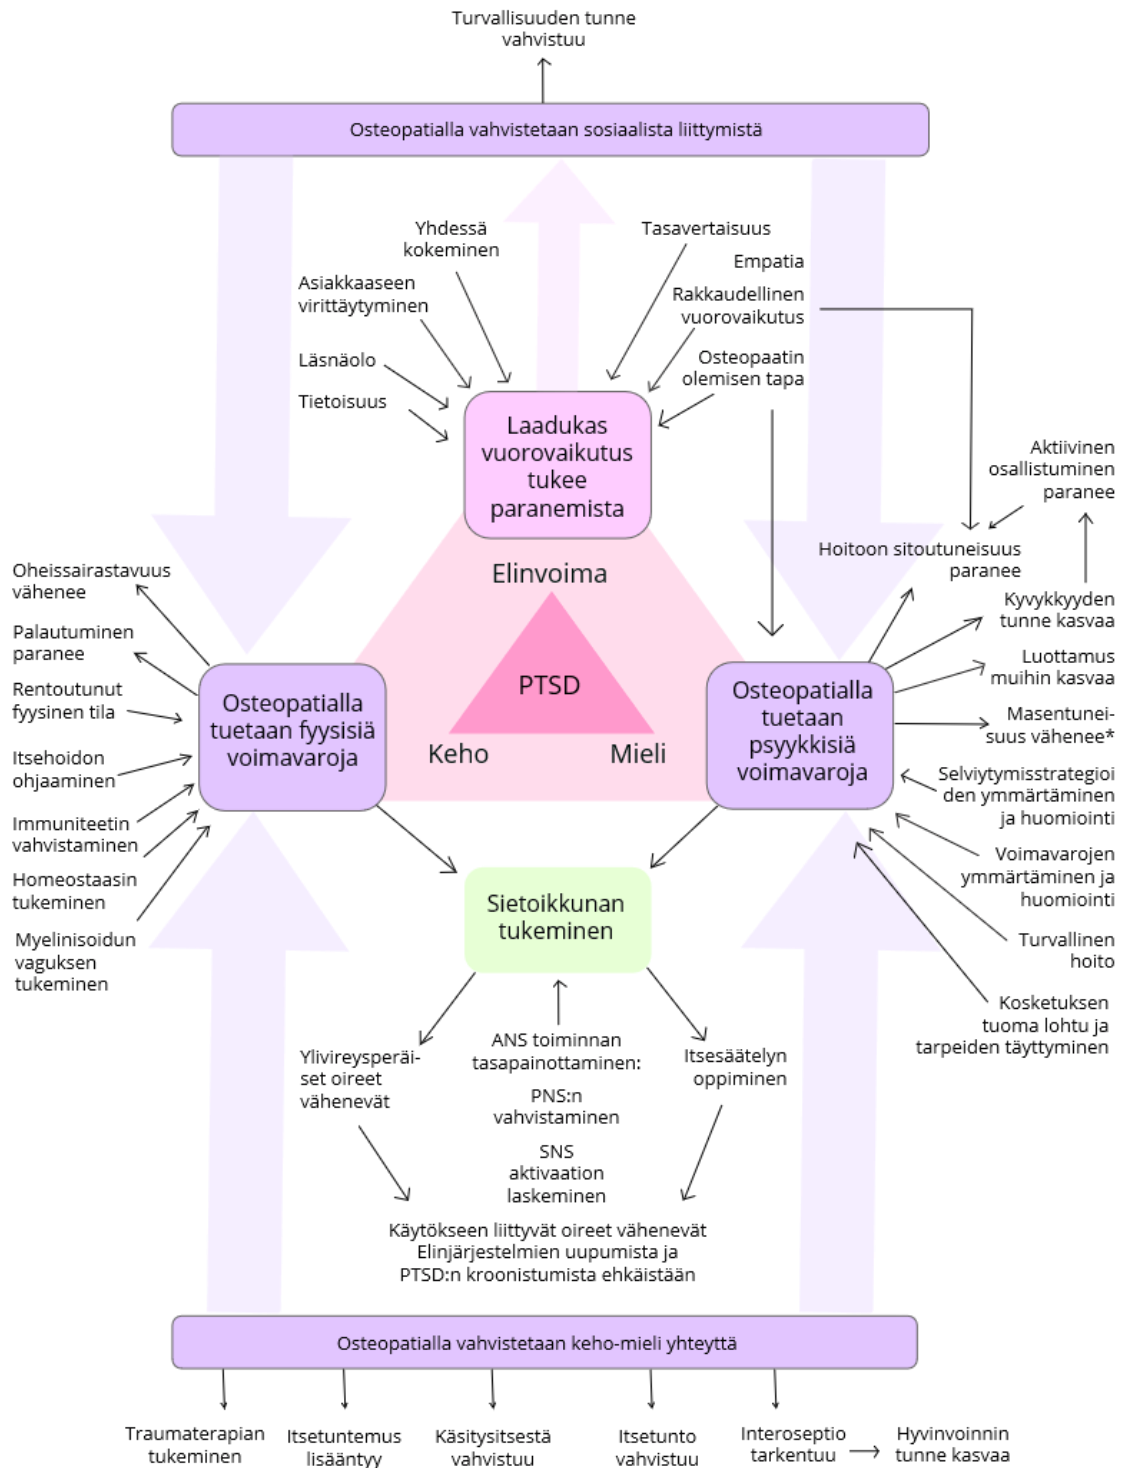 Turvallisuuden tunne
vahvistuu
Osteopatialla vahvistetaan sosiaalista liittymistä
Yhdessä
kokeminen
Tasavertaisuus
Empatia
Asiakkaaseen
virittäytyminen
Rakkaudellinen
vuorovaikutus
Läsnäolo
Osteopaatin
olemisen tapa
Tietoisuus
Laadukas
vuorovaikutus
tukee
paranemista
Aktiivinen
osallistuminen
paranee
Hoitoon sitoutuneisuus
paranee
Elinvoima
PTSD
Keho
Mieli
Oheissairastavuus
vähenee
Palautuminen
paranee
Rentoutunut
fyysinen tila
Itsehoidon
ohjaaminen
Immuniteetin
vahvistaminen
Homeostaasin
tukeminen
Myelinisoidun
vaguksen
tukeminen
Osteopatialla
tuetaan fyysisiä
voimavaroja
Osteopatialla
tuetaan
psyykkisiä
voimavaroja
Kyvykkyyden
tunne kasvaa
Luottamus
muihin kasvaa
Masentunei-
suus vähenee*
Selviytymisstrategioi
den ymmärtäminen
ja huomiointi
Voimavarojen
ymmärtäminen ja
huomiointi
Turvallinen
hoito
Kosketuksen
tuoma lohtu ja
tarpeiden täyttyminen
Sietoikkunan
tukeminen
Ylivireysperäi-
set oireet
vähenevät
ANS toiminnan
tasapainottaminen:
PNS:n
vahvistaminen
SNS
aktivaation
laskeminen
Itsesäätelyn
oppiminen
Käytökseen liittyvät oireet vähenevät
Elinjärjestelmien uupumista ja
PTSD:n kroonistumista ehkäistään
Osteopatialla vahvistetaan keho-mieli yhteyttä
Traumaterapian
tukeminen
Itsetuntemus
lisääntyy
Käsitysitsestä
vahvistuu
Itsetunto
vahvistuu
Interoseptio
tarkentuu
Hyvinvoinnin
tunne kasvaa